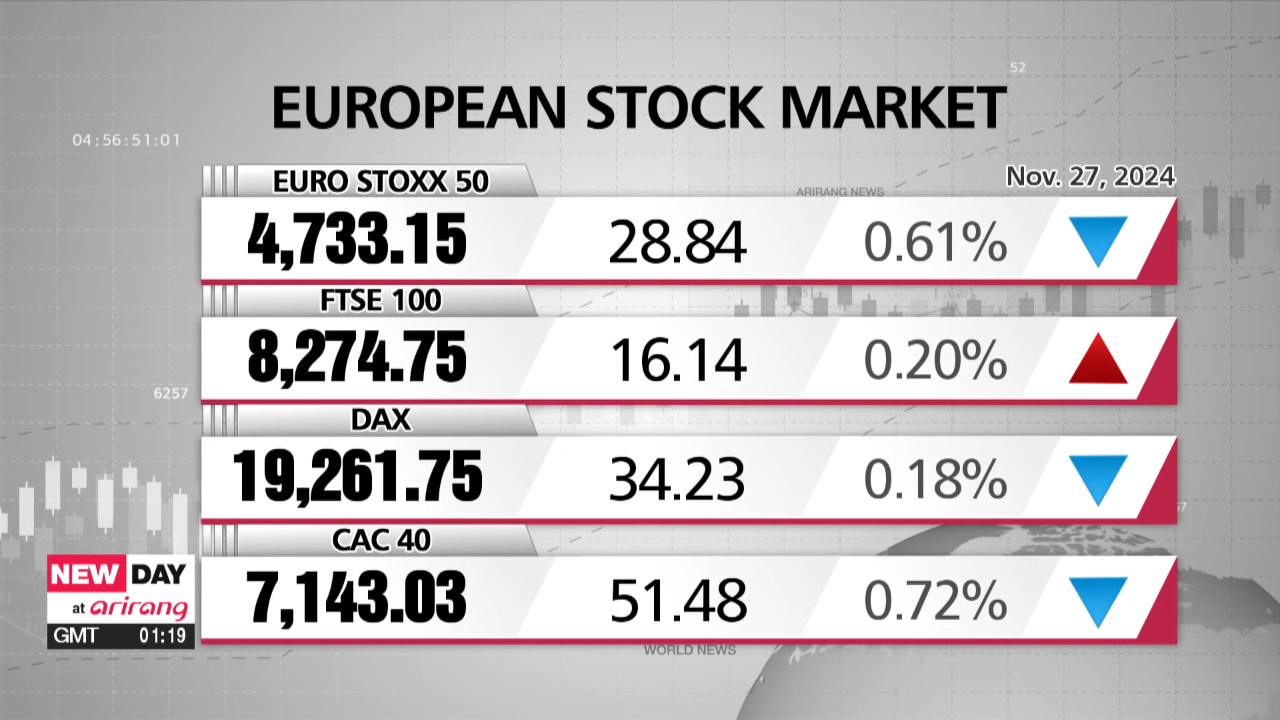 52
EUROPEAN STOCK MARKET
04:56:51:01
EURO STOXX 50
Nov. 27, 2024
ARIRANG NEWS
4,733.15 28.84 0.61%
FTSE 100
8,274.75 16.14 0.20%
6257
DAX
19,261.75 34.23 0.18%
CAC 40
7,143.03 51.48 0.72%
NEW DAY
at arirang
GMT 01:19
WORLD NEWS